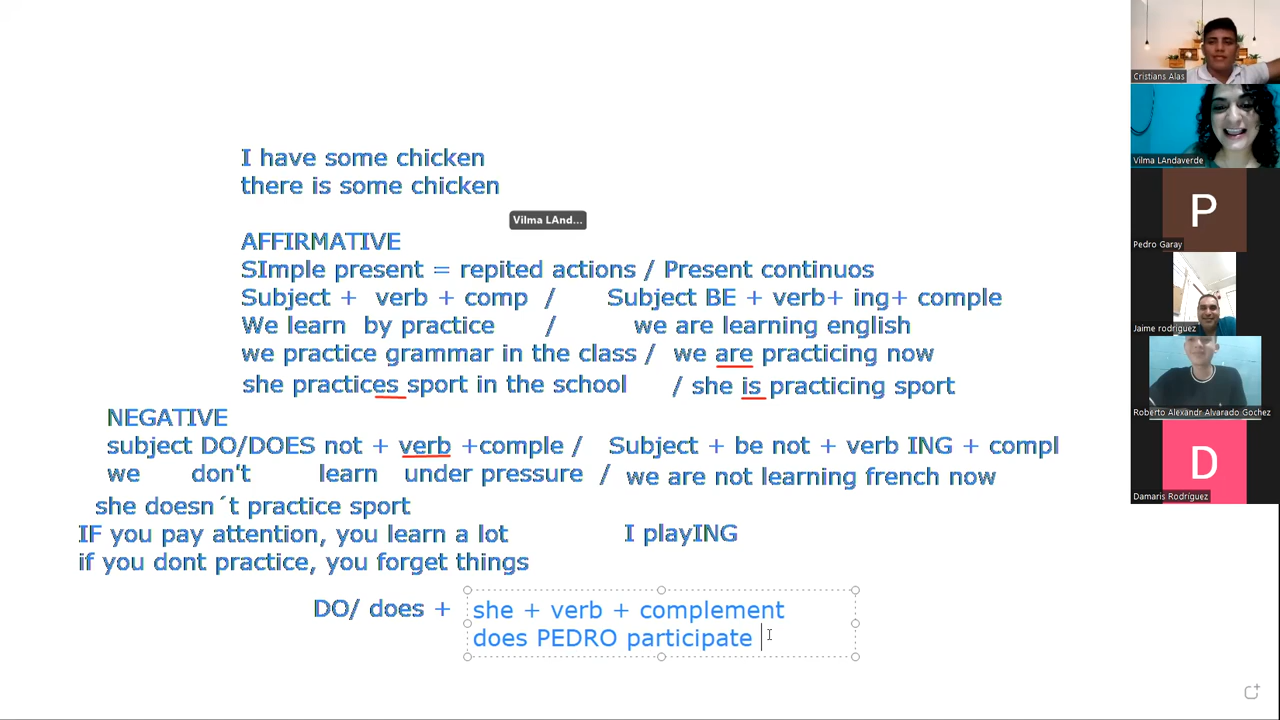 I have some chicken
there is some chicken
Vilma LAnd...
AFFIRMATIVE
SImple present = repited actions / Present continuos
Subject + verb + comp / Subject BE + verb+ ing+ comple
We learn by practice / we are learning english
we practice grammar in the class / we are practicing now
she practices sport in the school / she is practicing sport
NEGATIVE
subject DO/DOES not + verb +comple / Subject + be not + verb ING + compl
we don't learn under pressure / we are not learning french now
she doesn´t practice sport
IF you pay attention, you learn a lot I playING
if you dont practice, you forget things
DO/ does + she + verb + complement
does PEDRO participate
Cristians Alas
Vilma LAndaverde
P
Pedro Garay
Jaime rodriguez
Roberto Alexandr Alvarado Gochez
D
Damaris Rodríguez